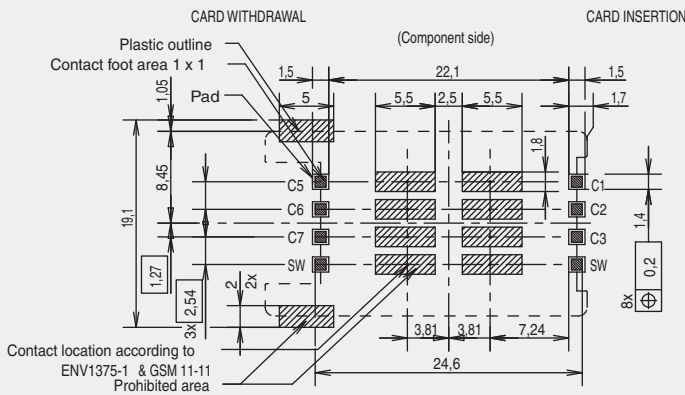 CARD WITHDRAWAL
CARD INSERTION
(Component side)
Plastic outline
Contact foot area 1 x 1
Pad
1,5
22,1
1,5
5
5,5
2,5
5,5
1,7
1,05
8,45
19,1
1,27
3x 2,54
2
2x
1,8
1,4
8x ⌖ 0,2
C5
C1
C6
C2
C7
C3
SW
SW
3,81
3,81
7,24
24,6
Contact location according to
ENV1375-1 & GSM 11-11
Prohibited area